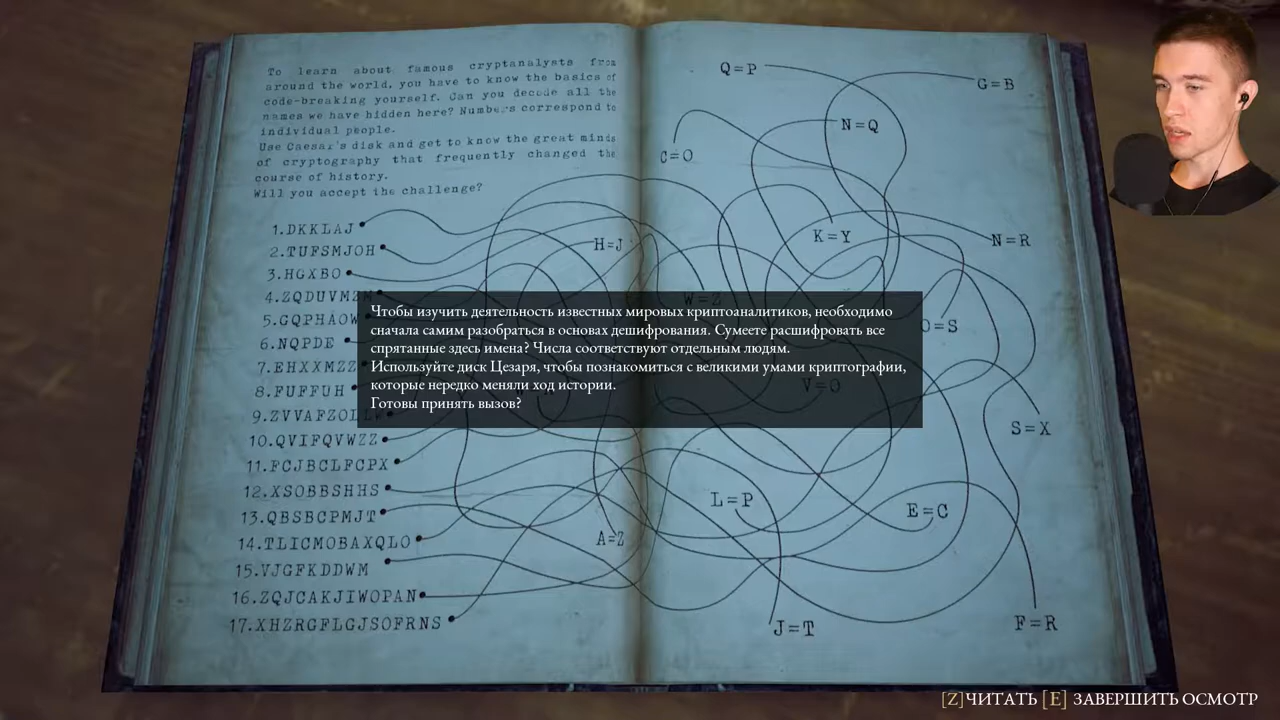 To learn about famous cryptanalysts from
around the world, you have to know the basics of
code-breaking yourself. Can you decode all the
names we have hidden here? Numbers correspond to
individual people.
Use Caesar's disk and get to know the great minds
of cryptography that frequently changed the
course of history.
Will you accept the challenge?
1.DKKLAJ
2.TUFSMJOH
3.HGXBO
4.ZQDUVMZM
5.GQPHAOW
6.NQPDE
7.EHXXMZZ
8.FUFFUH
9.ZVVAFZOLL
10.QVIFQVWZZ
11.FCJBCLFCPX
12.XSOBBSHHS
13.QBSBCPMJT
14.TLICMOBAXQLO
15.VJGFKDDWM
16.ZQJCAKJIWOPAN
17.XHZRGFLGJSOFRNS
Q=P
G=B
N=Q
C=O
K=Y
N=R
H=J
W=Z
O=S
V=O
S=X
L=P
E=C
A=Z
J=T
F=R
Чтобы изучить деятельность известных мировых криптоаналитиков, необходимо
сначала самим разобраться в основах дешифрования. Сумеете расшифровать все
спрятанные здесь имена? Числа соответствуют отдельным людям.
Используйте диск Цезаря, чтобы познакомиться с великими умами криптографии,
которые нередко меняли ход истории.
Готовы принять вызов?
[Z]ЧИТАТЬ [E] ЗАВЕРШИТЬ ОСМОТР